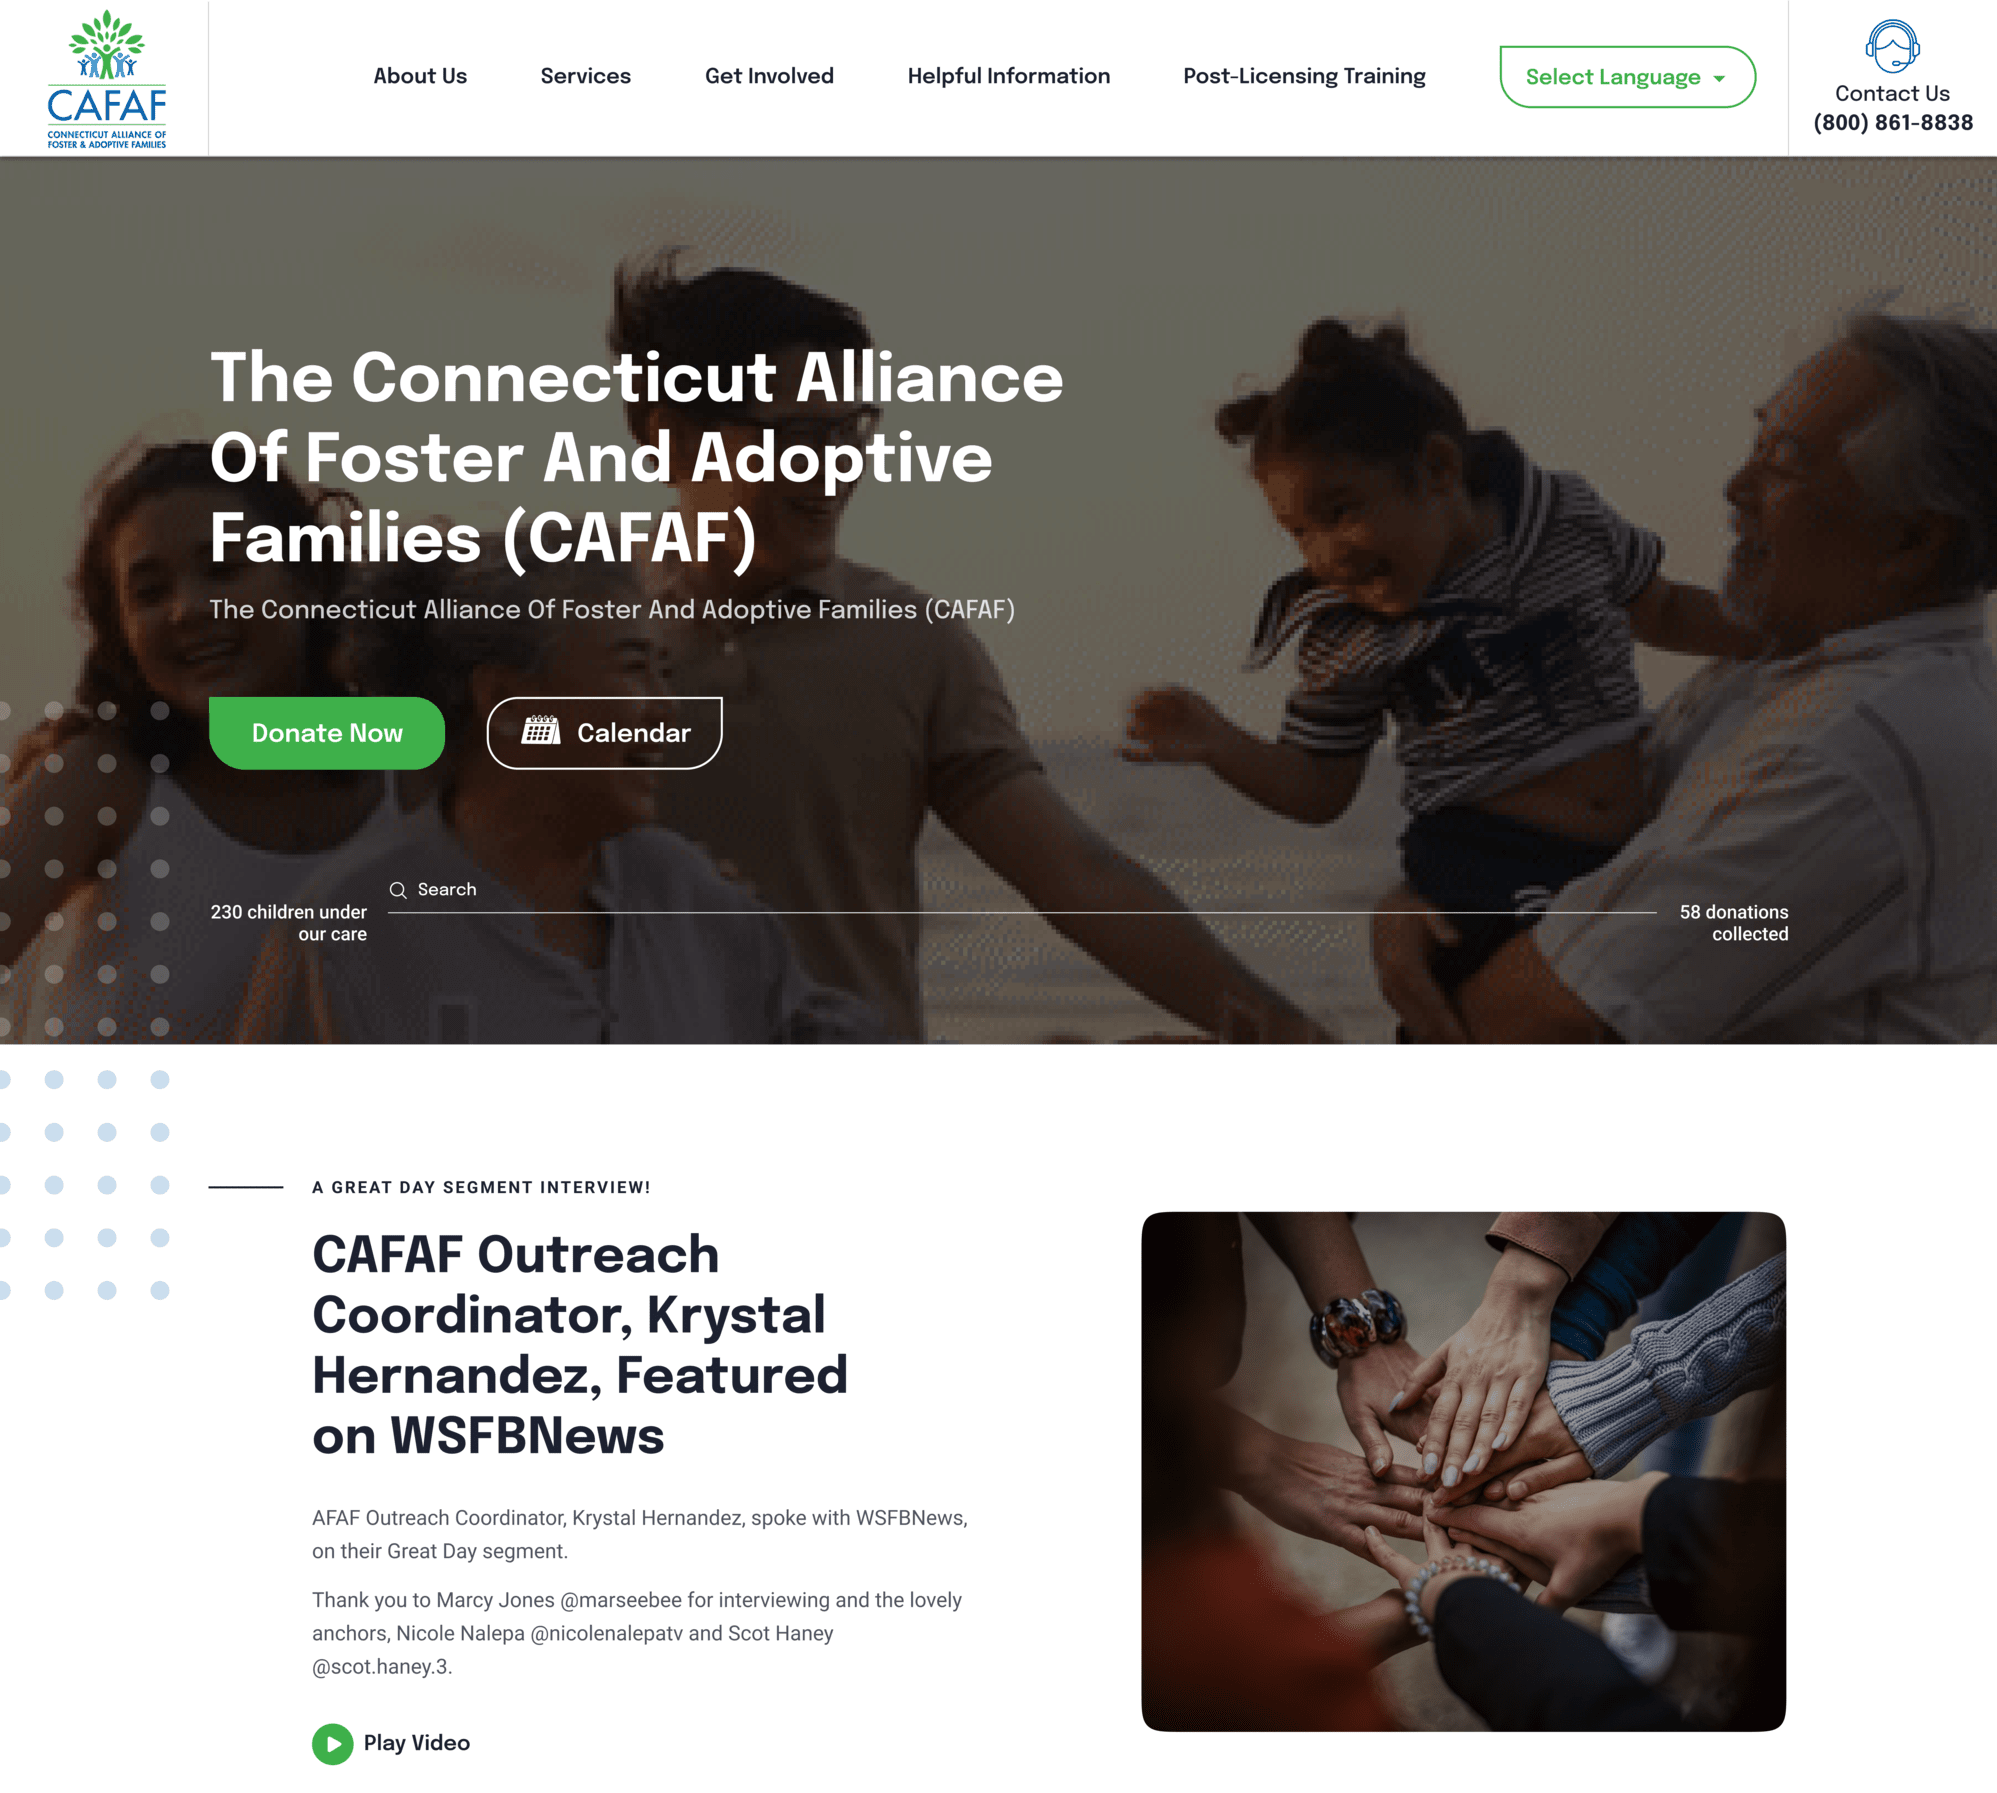 CAFAF
CONNECTICUT ALLIANCE OF
FOSTER & ADOPTIVE FAMILIES
About Us
Services
Get Involved
Helpful Information
Post-Licensing Training
Select Language
Contact Us
(800) 861-8838
The Connecticut Alliance
Of Foster And Adoptive
Families (CAFAF)
The Connecticut Alliance Of Foster And Adoptive Families (CAFAF)
Donate Now
Calendar
Search
230 children under
our care
58 donations
collected
A GREAT DAY SEGMENT INTERVIEW!
CAFAF Outreach
Coordinator, Krystal
Hernandez, Featured
on WSFBNews
AFAF Outreach Coordinator, Krystal Hernandez, spoke with WSFBNews,
on their Great Day segment.
Thank you to Marcy Jones @marseebee for interviewing and the lovely
anchors, Nicole Nalepa @nicolenalepatv and Scot Haney
@scot.haney.3.
Play Video